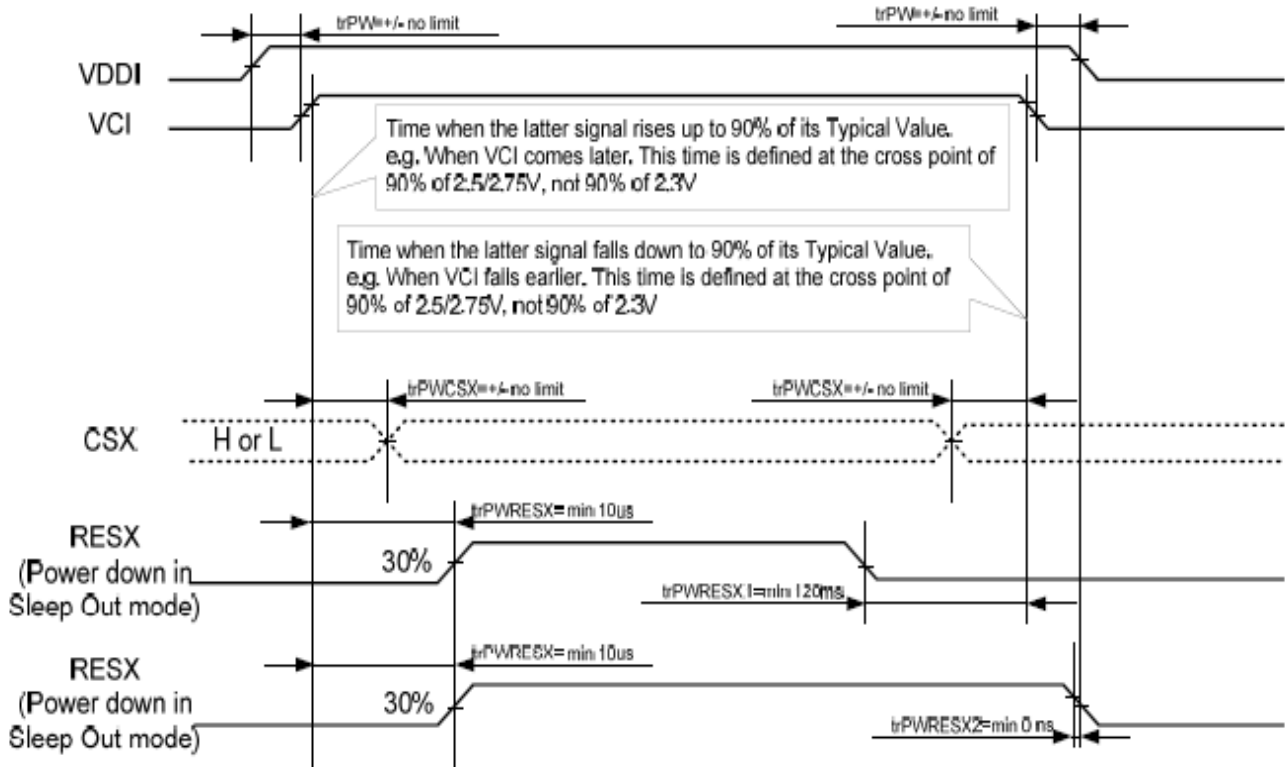 trPW=+/- no limit
trPW=+/- no limit
VDDI
VCI
Time when the latter signal rises up to 90% of its Typical Value.
e.g. When VCI comes later. This time is defined at the cross point of
90% of 2.5/2.75V, not 90% of 2.3V
Time when the latter signal falls down to 90% of its Typical Value.
e.g. When VCI falls earlier. This time is defined at the cross point of
90% of 2.5/2.75V, not 90% of 2.3V
trPWCSX=+/- no limit
trPWCSX=+/- no limit
CSX
H or L
trPWRESX= min 10us
RESX
(Power down in
Sleep Out mode)
30%
trPWRESX1=min 120ms
trPWRESX= min 10us
RESX
(Power down in
Sleep Out mode)
30%
trPWRESX2=min 0 ns